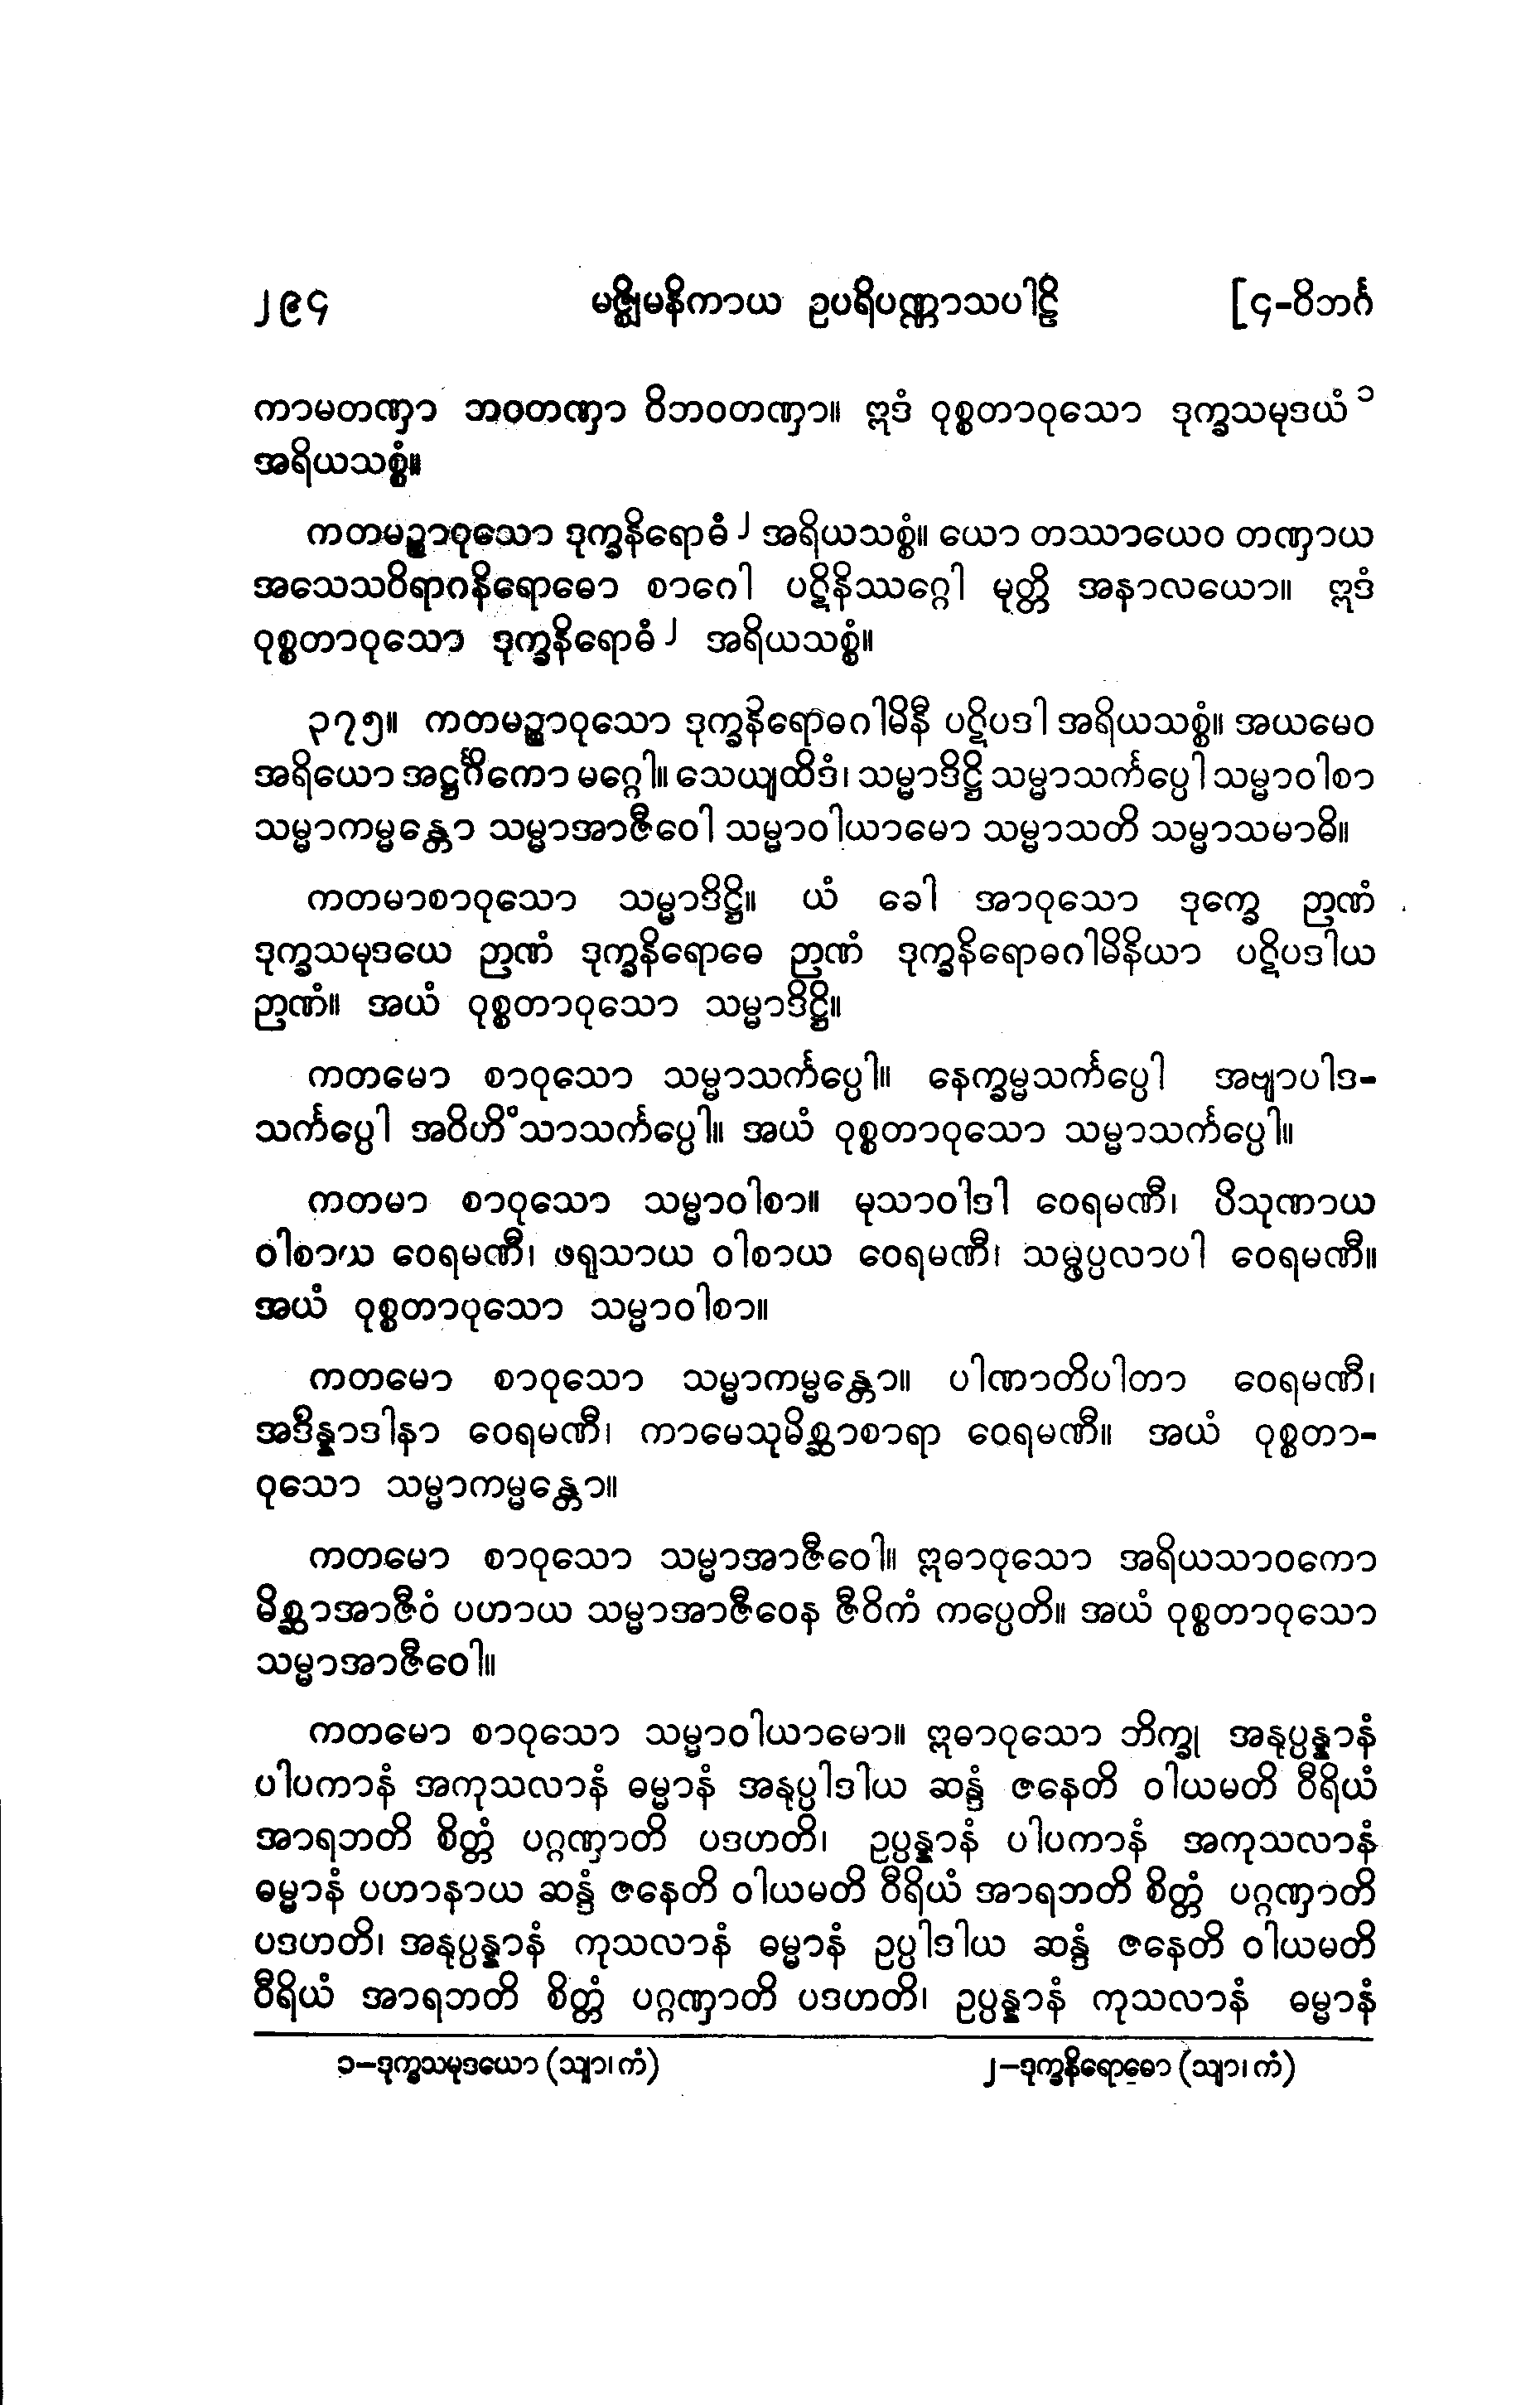 ၂၉၄ မဇ္ဈိမနိကာယ ဥပရိပဏ္ဏာသပါဠိ [၄-ဝိဘင်္ဂ
ကာမတဏှာ ဘဝတဏှာ ဝိဘဝတဏှာ။ ဣဒံ ဝုစ္စတာဝုသော ဒုက္ခသမုဒယံ ၁
အရိယသစ္စံ။
ကတမဉ္စာဝုသော ဒုက္ခနိရောဓံ ၂ အရိယသစ္စံ။ ယော တဿာယေဝ တဏှာယ
အသေသဝိရာဂနိရောဓော စာဂေါ ပဋိနိဿဂ္ဂေါ မုတ္တိ အနာလယော။ ဣဒံ
ဝုစ္စတာဝုသော ဒုက္ခနိရောဓံ ၂ အရိယသစ္စံ။
၃၇၅။ ကတမဉ္စာဝုသော ဒုက္ခနိရောဓဂါမိနီ ပဋိပဒါ အရိယသစ္စံ။ အယမေဝ
အရိယော အဋ္ဌင်္ဂိကော မဂ္ဂေါ။ သေယျထိဒံ၊ သမ္မာဒိဋ္ဌိ သမ္မာသင်္ကပ္ပေါ သမ္မာဝါစာ
သမ္မာကမ္မန္တော သမ္မာအာဇီဝေါ သမ္မာဝါယာမော သမ္မာသတိ သမ္မာသမာဓိ။
ကတမာစာဝုသော သမ္မာဒိဋ္ဌိ။ ယံ ခေါ အာဝုသော ဒုက္ခေ ဉာဏံ
ဒုက္ခသမုဒယေ ဉာဏံ ဒုက္ခနိရောဓေ ဉာဏံ ဒုက္ခနိရောဓဂါမိနိယာ ပဋိပဒါယ
ဉာဏံ။ အယံ ဝုစ္စတာဝုသော သမ္မာဒိဋ္ဌိ။
ကတမော စာဝုသော သမ္မာသင်္ကပ္ပေါ။ နေက္ခမ္မသင်္ကပ္ပေါ အဗျာပါဒ-
သင်္ကပ္ပေါ အဝိဟိံသာသင်္ကပ္ပေါ။ အယံ ဝုစ္စတာဝုသော သမ္မာသင်္ကပ္ပေါ။
ကတမာ စာဝုသော သမ္မာဝါစာ။ မုသာဝါဒါ ဝေရမဏီ၊ ပိသုဏာယ
ဝါစာယ ဝေရမဏီ၊ ဖရုသာယ ဝါစာယ ဝေရမဏီ၊ သမ္ဖပ္ပလာပါ ဝေရမဏီ။
အယံ ဝုစ္စတာဝုသော သမ္မာဝါစာ။
ကတမော စာဝုသော သမ္မာကမ္မန္တော။ ပါဏာတိပါတာ ဝေရမဏီ၊
အဒိန္နာဒါနာ ဝေရမဏီ၊ ကာမေသုမိစ္ဆာစာရာ ဝေရမဏီ။ အယံ ဝုစ္စတာ-
ဝုသော သမ္မာကမ္မန္တော။
ကတမော စာဝုသော သမ္မာအာဇီဝေါ။ ဣဓာဝုသော အရိယသာဝကော
မိစ္ဆာအာဇီဝံ ပဟာယ သမ္မာအာဇီဝေန ဇီဝိကံ ကပ္ပေတိ။ အယံ ဝုစ္စတာဝုသော
သမ္မာအာဇီဝေါ။
ကတမော စာဝုသော သမ္မာဝါယာမော။ ဣဓာဝုသော ဘိက္ခု အနုပ္ပန္နာနံ
ပါပကာနံ အကုသလာနံ ဓမ္မာနံ အနုပ္ပါဒါယ ဆန္ဒံ ဇနေတိ ဝါယမတိ ဝီရိယံ
အာရဘတိ စိတ္တံ ပဂ္ဂဏှာတိ ပဒဟတိ၊ ဥပ္ပန္နာနံ ပါပကာနံ အကုသလာနံ
ဓမ္မာနံ ပဟာနာယ ဆန္ဒံ ဇနေတိ ဝါယမတိ ဝီရိယံ အာရဘတိ စိတ္တံ ပဂ္ဂဏှာတိ
ပဒဟတိ၊ အနုပ္ပန္နာနံ ကုသလာနံ ဓမ္မာနံ ဥပ္ပါဒါယ ဆန္ဒံ ဇနေတိ ဝါယမတိ
ဝီရိယံ အာရဘတိ စိတ္တံ ပဂ္ဂဏှာတိ ပဒဟတိ၊ ဥပ္ပန္နာနံ ကုသလာနံ ဓမ္မာနံ
၁-ဒုက္ခသမုဒယော (သျာ၊ ကံ) ၂-ဒုက္ခနိရောဓော (သျာ၊ ကံ)